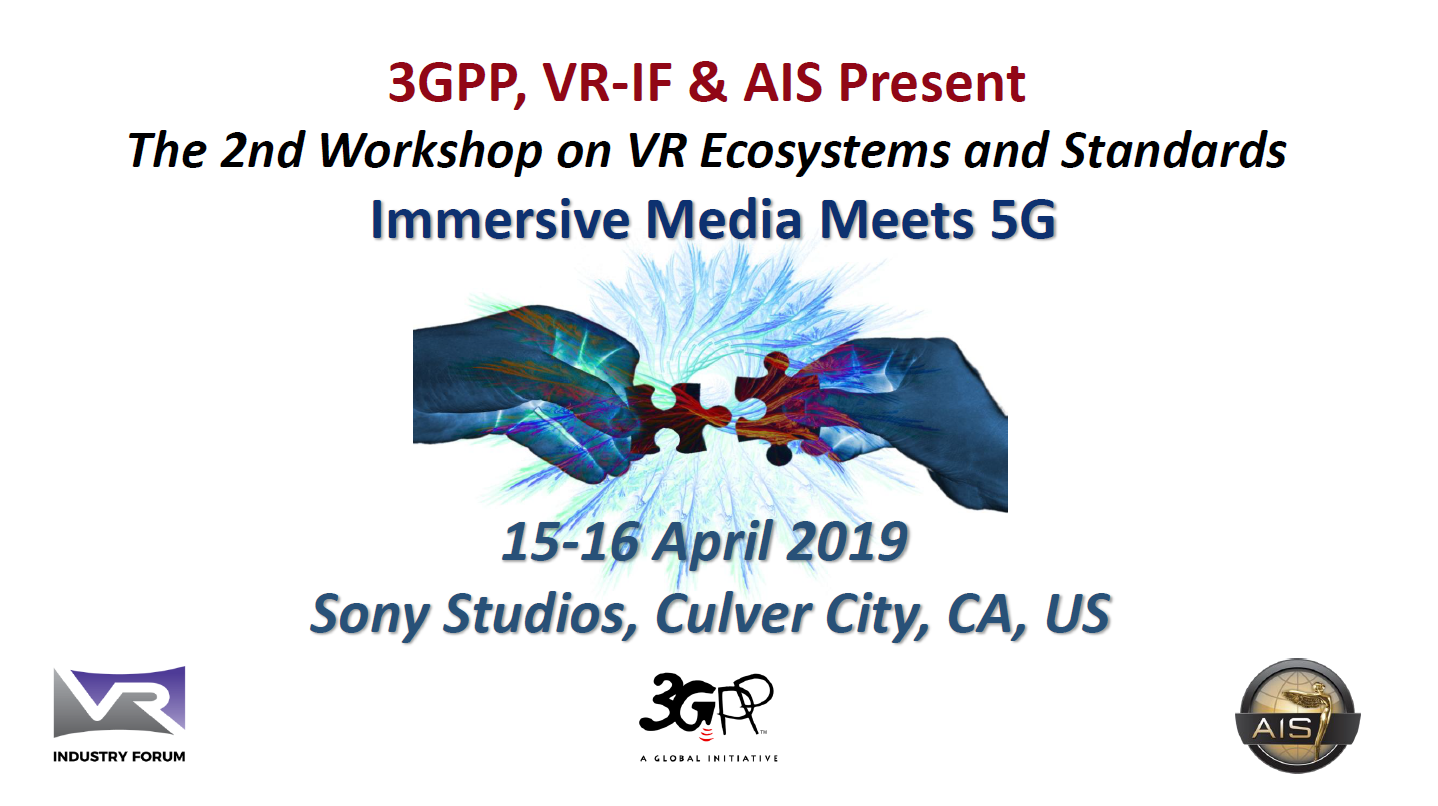 3GPP, VR-IF & AIS Present
The 2nd Workshop on VR Ecosystems and Standards
Immersive Media Meets 5G
15-16 April 2019
Sony Studios, Culver City, CA, US
VR
INDUSTRY FORUM
3GPP™
A GLOBAL INITIATIVE
AIS